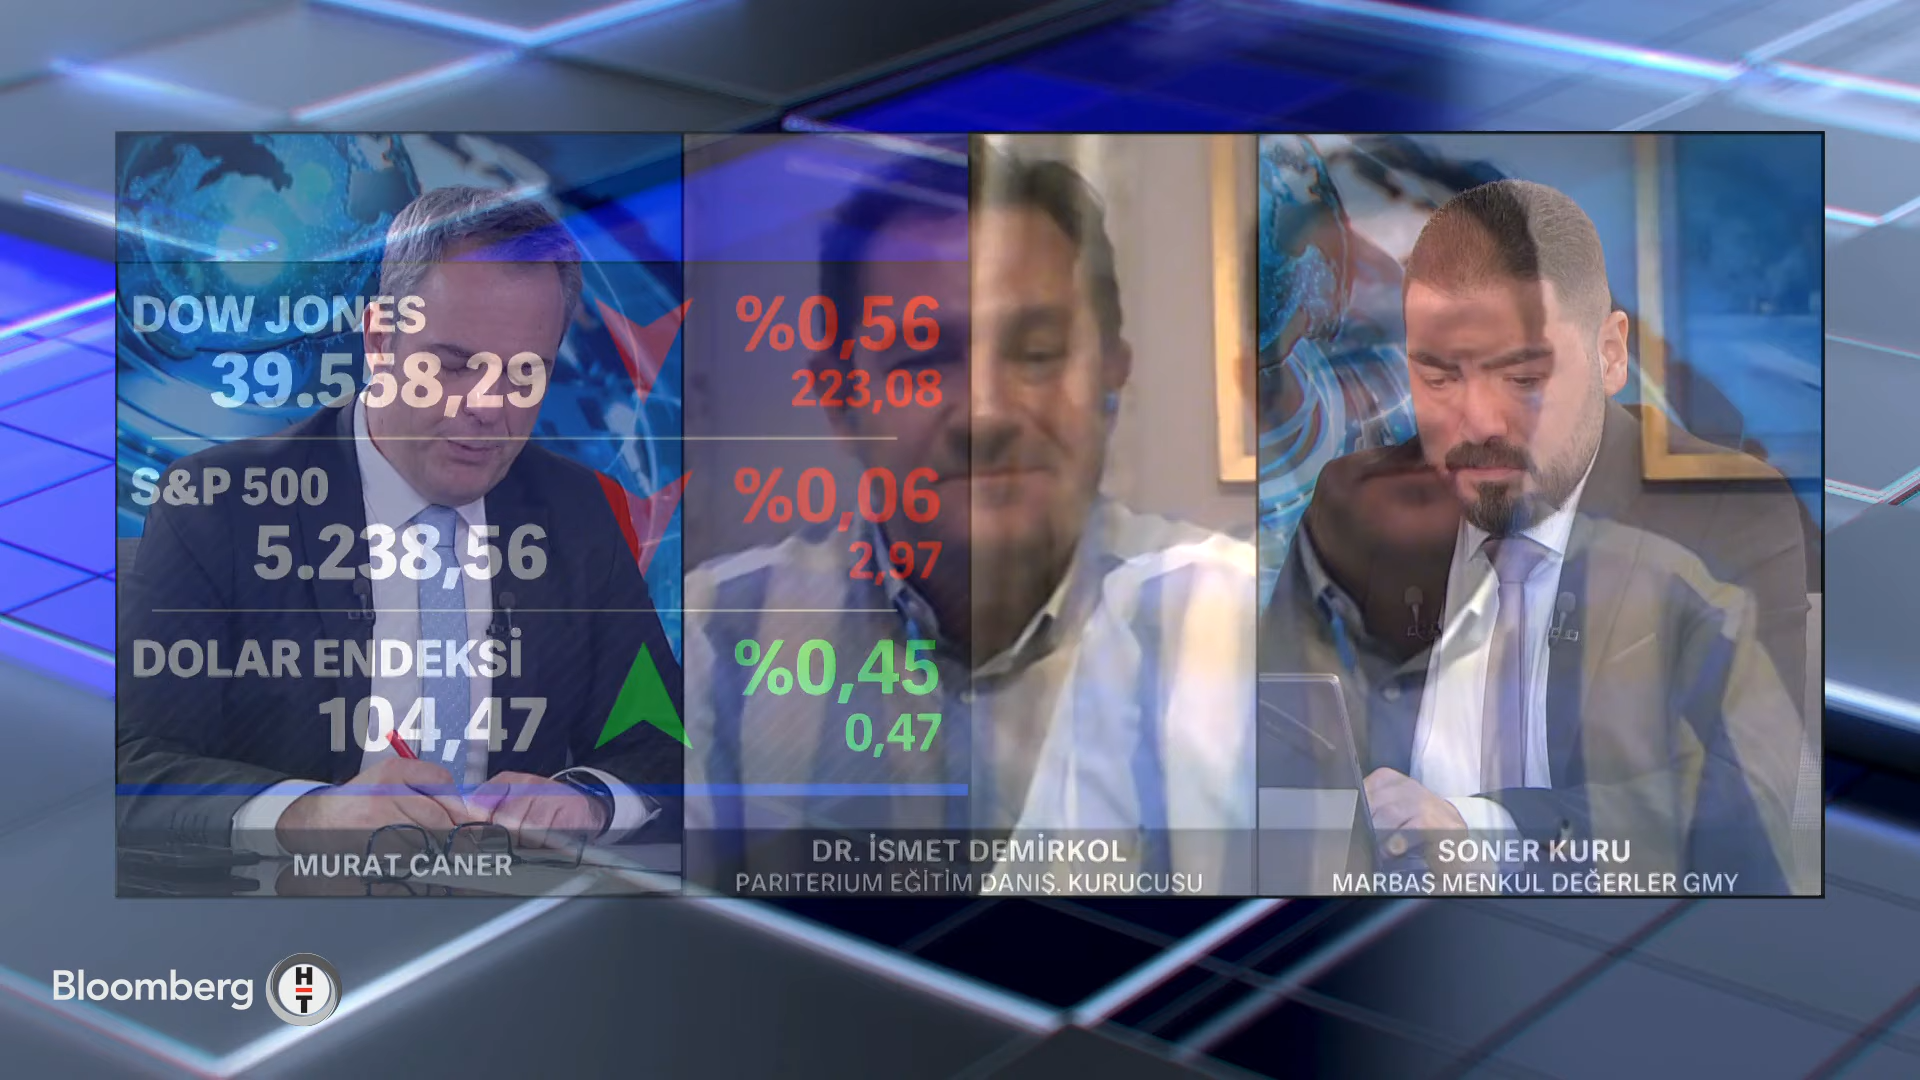 DOW JONES
%0,56
39.558,29
223,08
S&P 500
%0,06
5.238,56
2,97
DOLAR ENDEKSİ
%0,45
104,47
0,47
MURAT CANER
DR. İSMET DEMİRKOL
PARİTERIUM EĞİTİM DANIŞ. KURUCUSU
SONER KURU
MARBAŞ MENKUL DEĞERLER GMY
Bloomberg HT